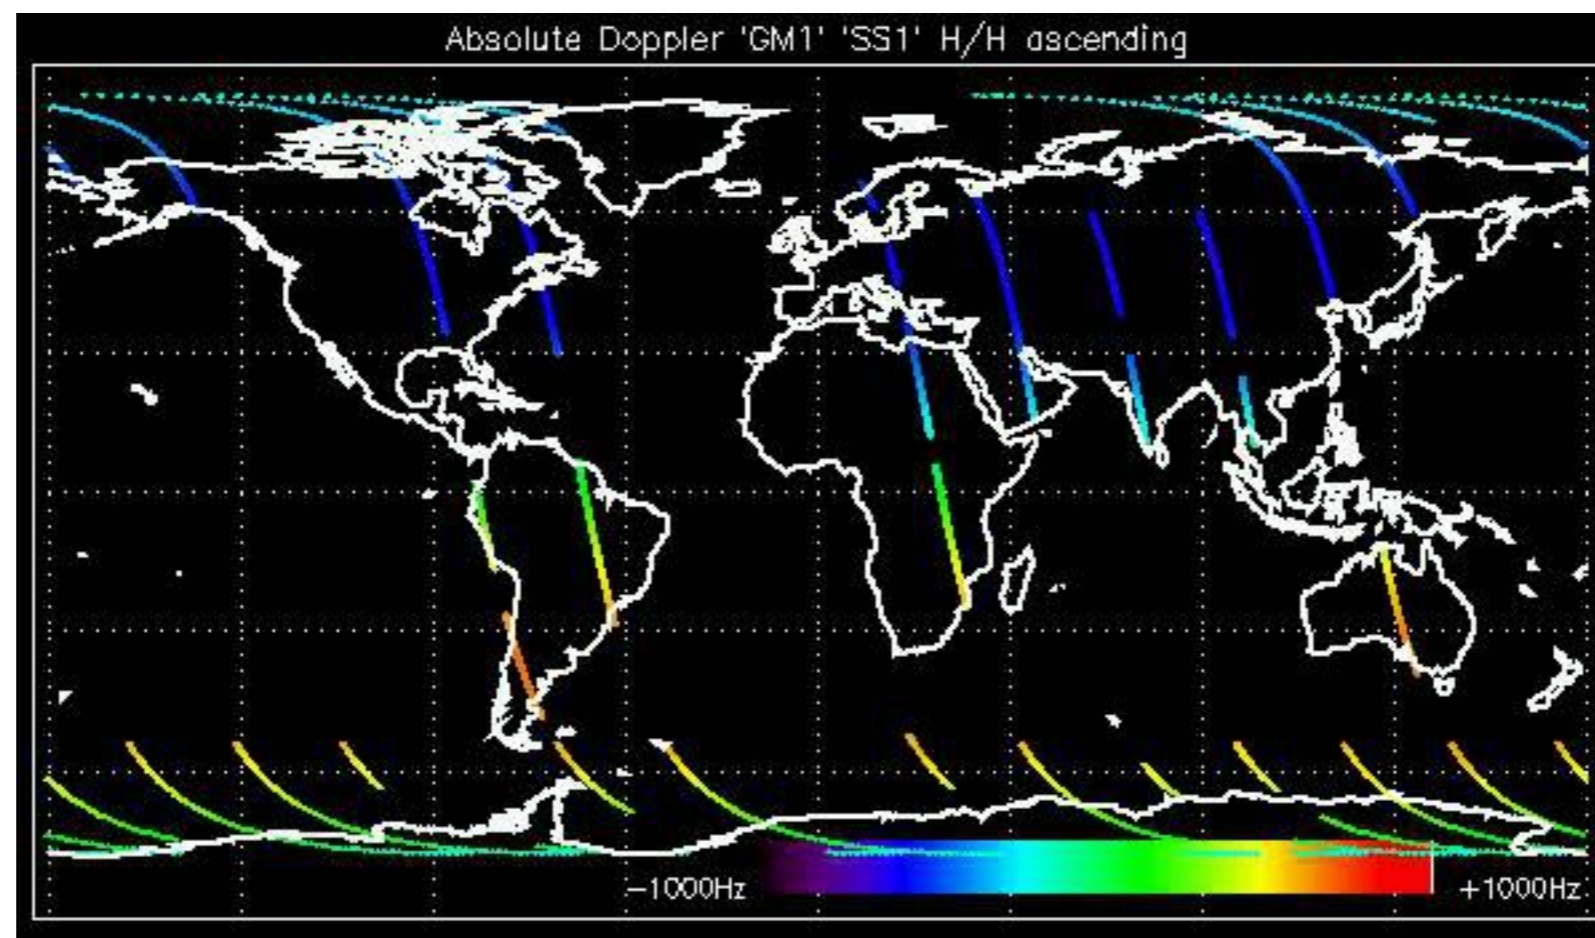 Absolute Doppler 'GM1' 'SS1' H/H ascending
-1000Hz
+1000Hz